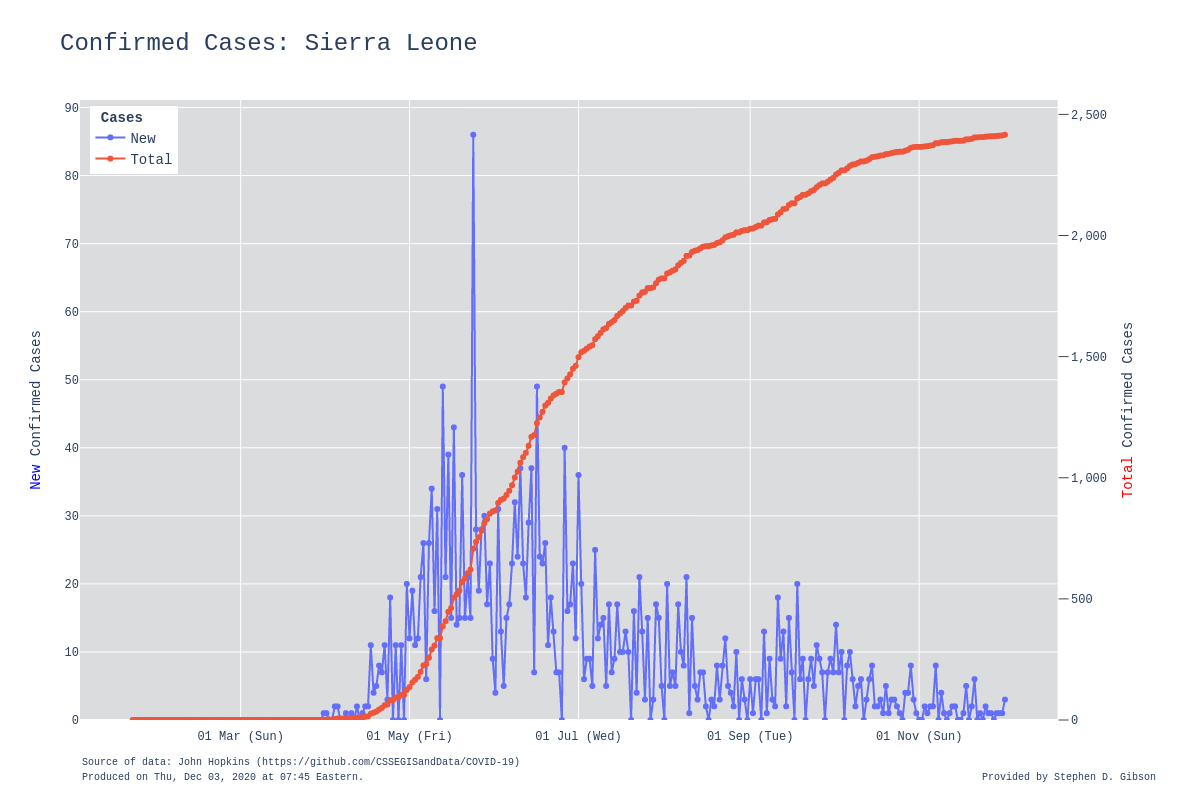 Confirmed Cases: Sierra Leone
Cases
New
Total
90
80
70
60
50
40
30
20
10
0
2,500
2,000
1,500
1,000
500
0
New Confirmed Cases
Total Confirmed Cases
01 Mar (Sun)
01 May (Fri)
01 Jul (Wed)
01 Sep (Tue)
01 Nov (Sun)
Source of data: John Hopkins (https://github.com/CSSEGISandData/COVID-19)
Produced on Thu, Dec 03, 2020 at 07:45 Eastern.
Provided by Stephen D. Gibson